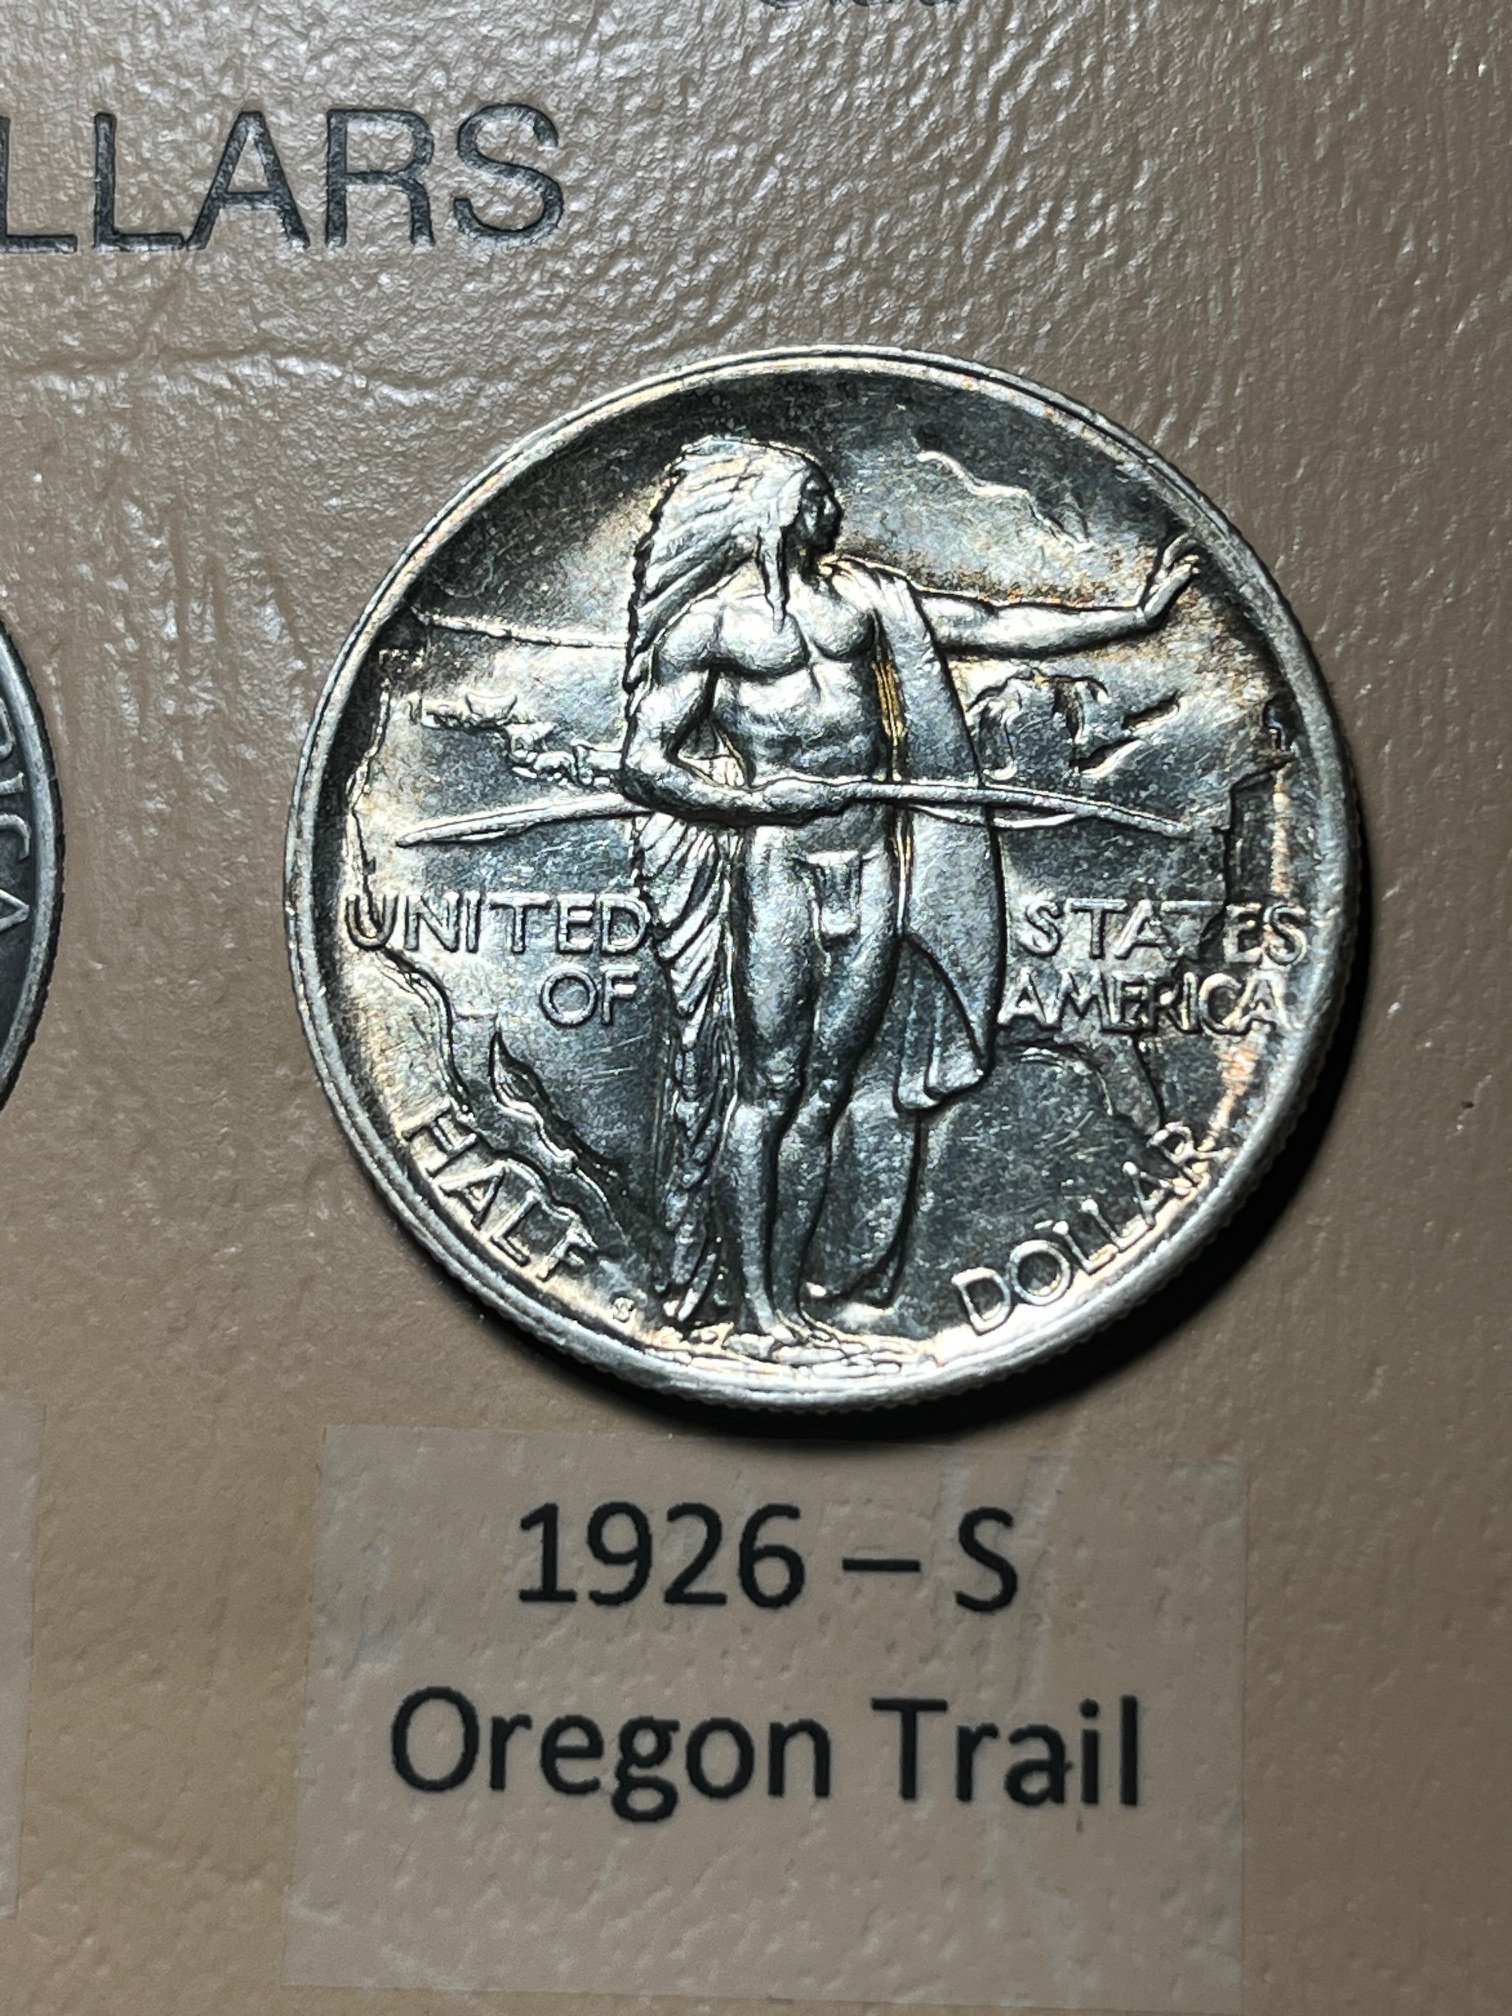 LLARS
UNITED STATES
OF AMERICA
HALF DOLLAR
S
1926 – S
Oregon Trail